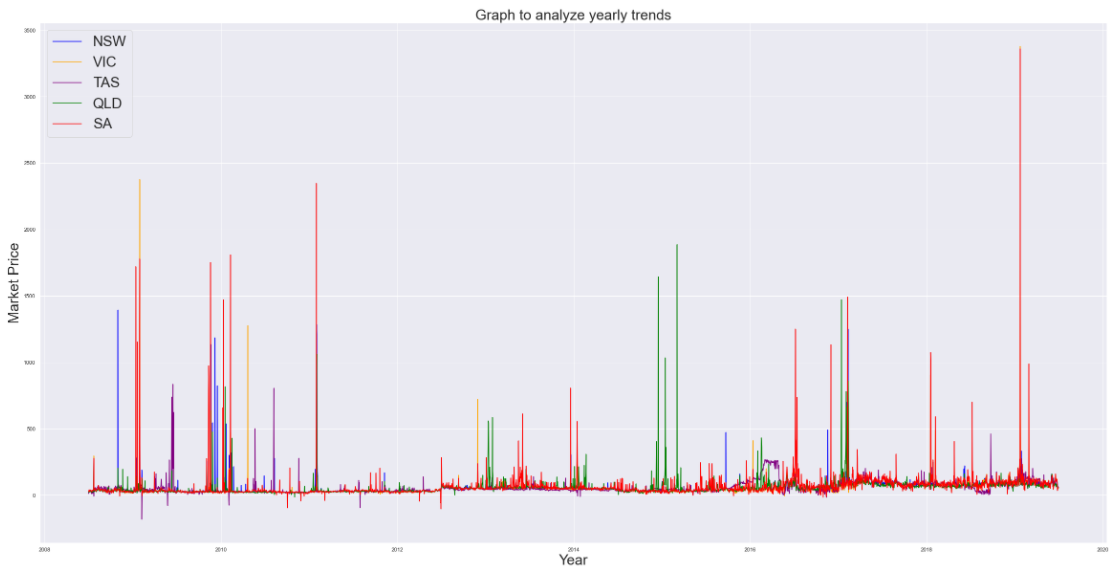 Graph to analyze yearly trends
NSW
VIC
TAS
QLD
SA
Market Price
3500
3000
2500
2000
1500
1000
500
0
2008
2010
2012
2014
2016
2018
2020
Year